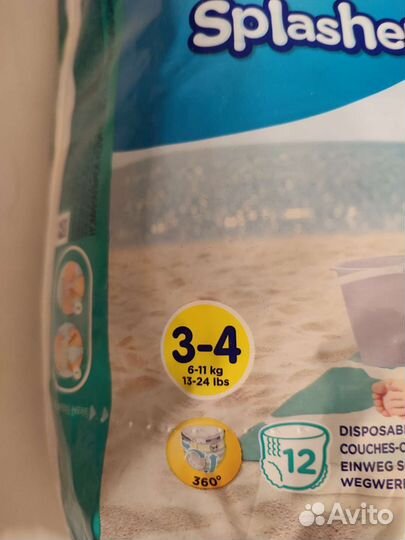 Splashe
3-4
6-11 kg
13-24 lbs
360°
12
DISPOSAB
COUCHES-C
EINWEG S
WEGWER
Avito